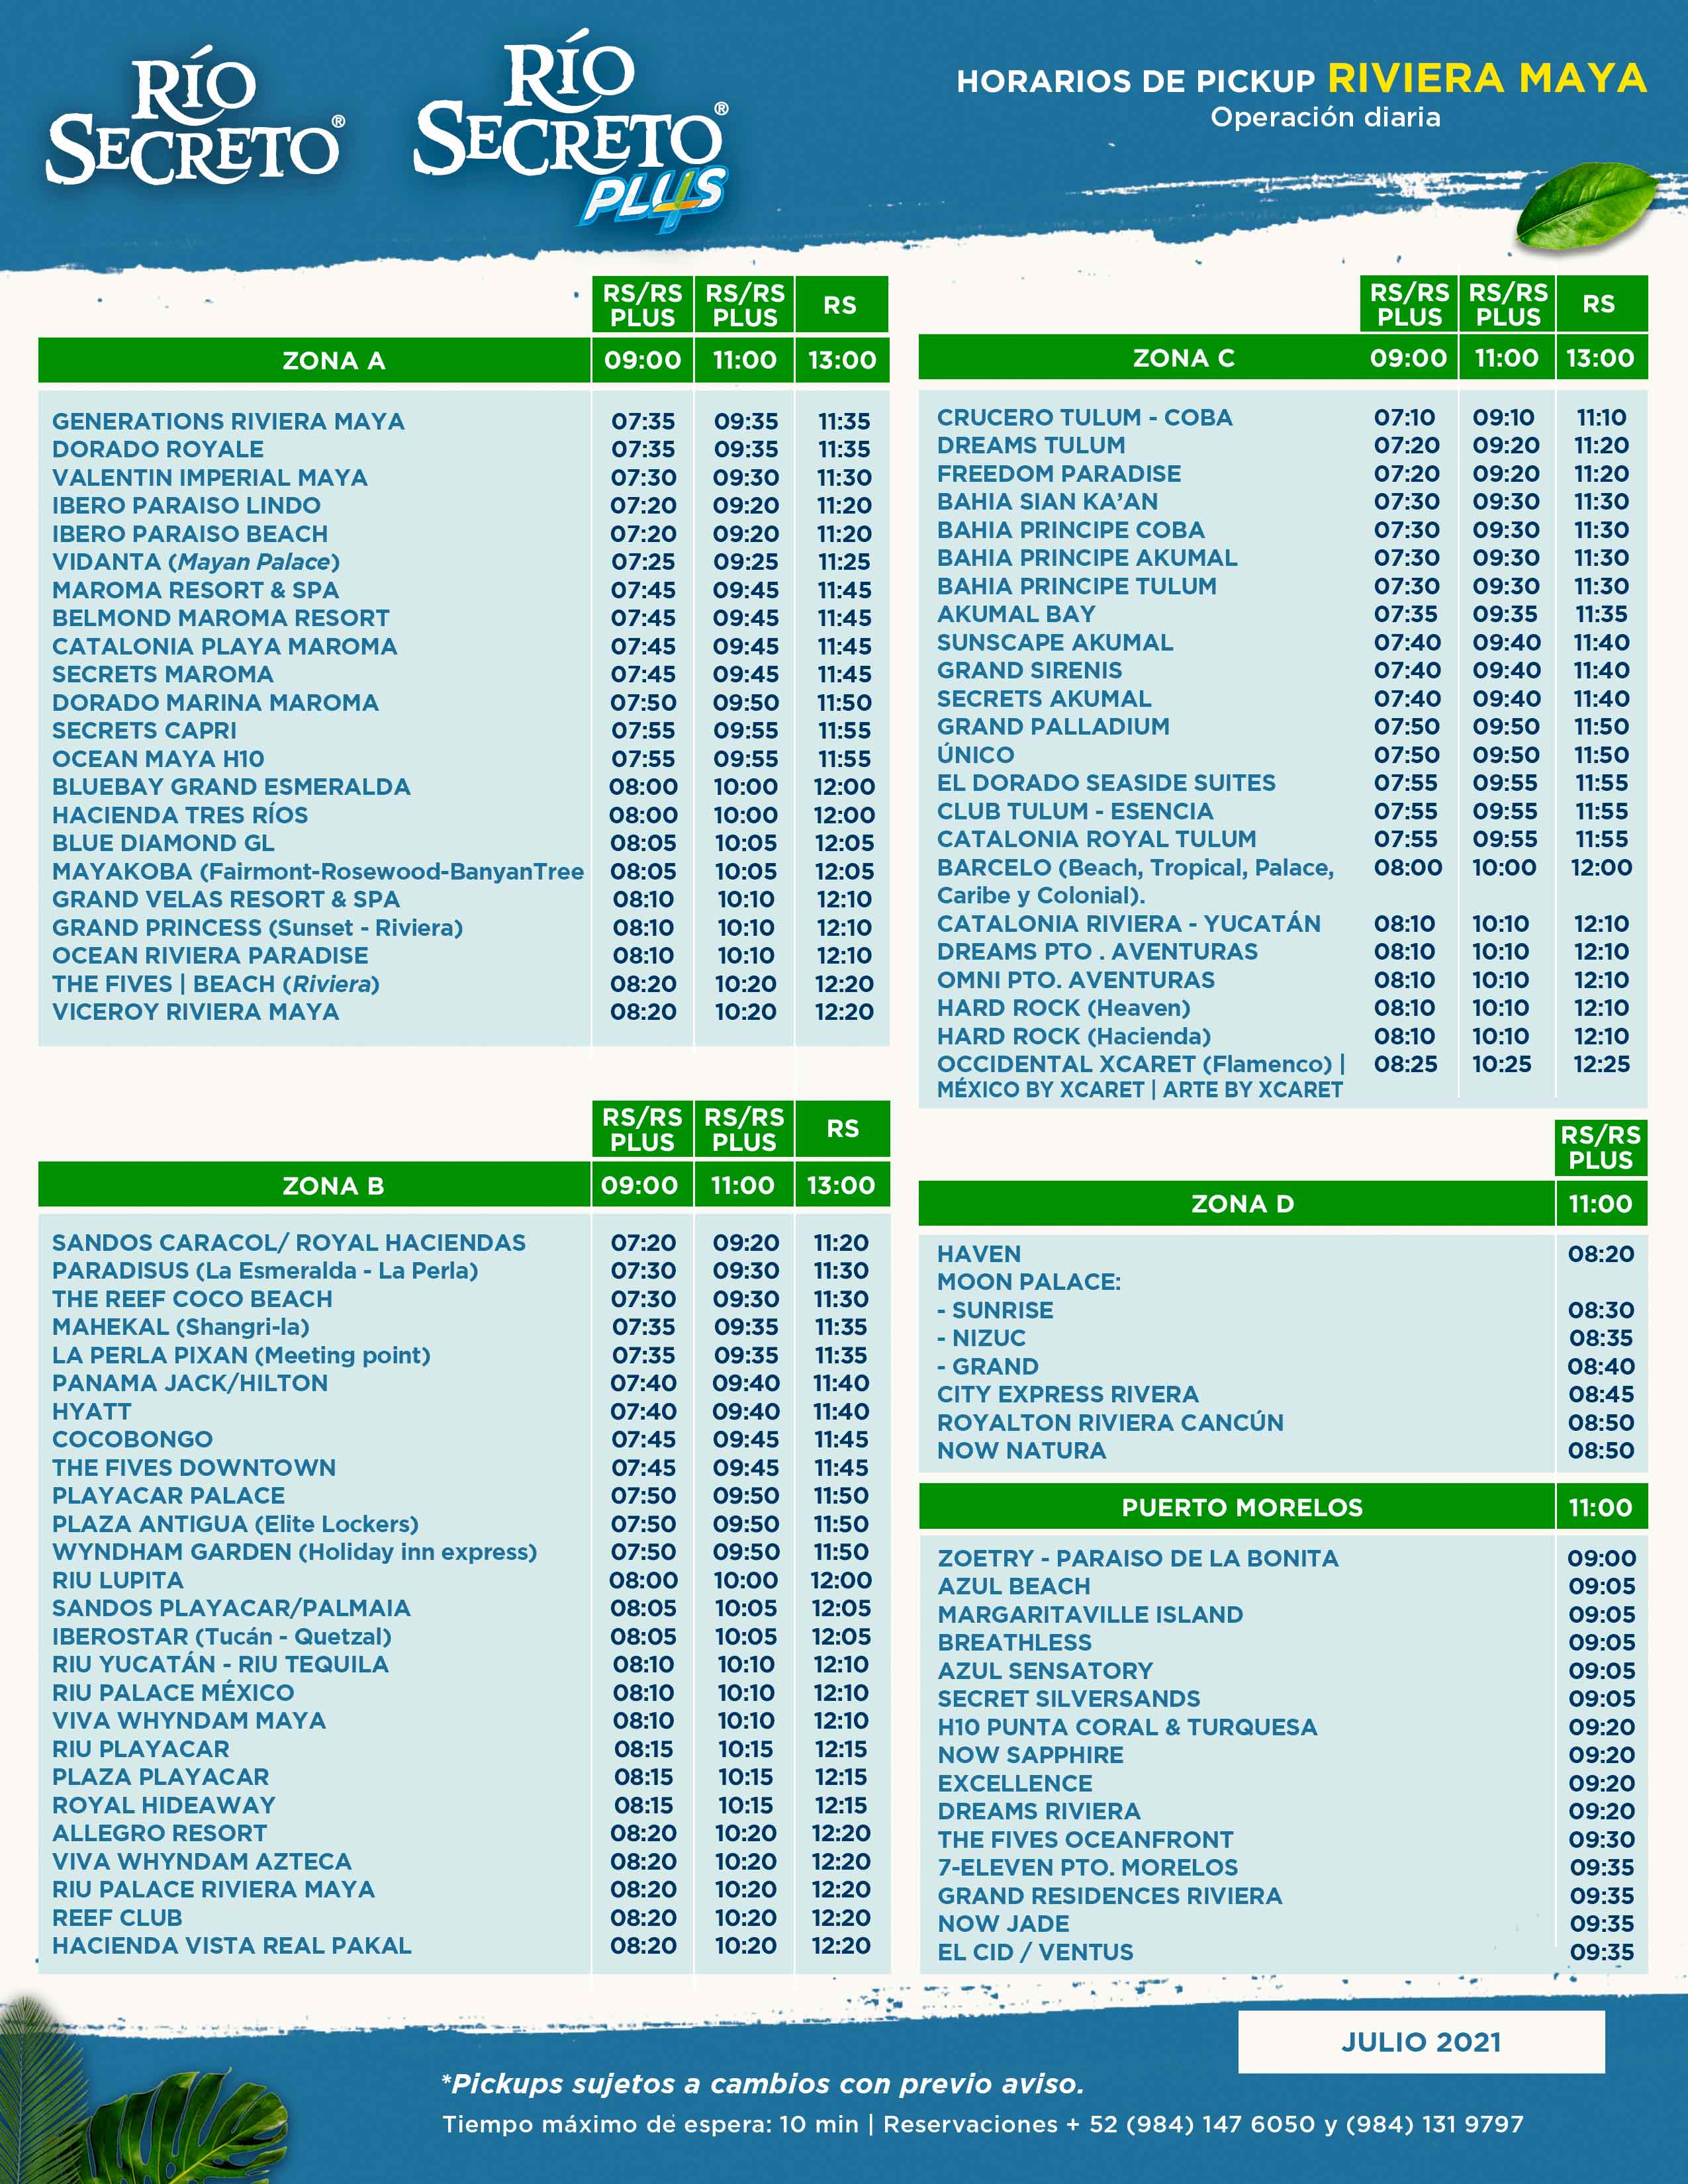 RÍO
SECRETO®
RÍO
SECRETO®
PLUS
HORARIOS DE PICKUP RIVIERA MAYA
Operación diaria
RS/RS PLUS RS/RS PLUS RS
ZONA A 09:00 11:00 13:00
GENERATIONS RIVIERA MAYA 07:35 09:35 11:35
DORADO ROYALE 07:35 09:35 11:35
VALENTIN IMPERIAL MAYA 07:30 09:30 11:30
IBERO PARAISO LINDO 07:20 09:20 11:20
IBERO PARAISO BEACH 07:20 09:20 11:20
VIDANTA (Mayan Palace) 07:25 09:25 11:25
MAROMA RESORT & SPA 07:45 09:45 11:45
BELMOND MAROMA RESORT 07:45 09:45 11:45
CATALONIA PLAYA MAROMA 07:45 09:45 11:45
SECRETS MAROMA 07:45 09:45 11:45
DORADO MARINA MAROMA 07:50 09:50 11:50
SECRETS CAPRI 07:55 09:55 11:55
OCEAN MAYA H10 07:55 09:55 11:55
BLUEBAY GRAND ESMERALDA 08:00 10:00 12:00
HACIENDA TRES RÍOS 08:00 10:00 12:00
BLUE DIAMOND GL 08:05 10:05 12:05
MAYAKOBA (Fairmont-Rosewood-BanyanTree 08:05 10:05 12:05
GRAND VELAS RESORT & SPA 08:10 10:10 12:10
GRAND PRINCESS (Sunset - Riviera) 08:10 10:10 12:10
OCEAN RIVIERA PARADISE 08:10 10:10 12:10
THE FIVES | BEACH (Riviera) 08:20 10:20 12:20
VICEROY RIVIERA MAYA 08:20 10:20 12:20
RS/RS PLUS RS/RS PLUS RS
ZONA B 09:00 11:00 13:00
SANDOS CARACOL/ ROYAL HACIENDAS 07:20 09:20 11:20
PARADISUS (La Esmeralda - La Perla) 07:30 09:30 11:30
THE REEF COCO BEACH 07:30 09:30 11:30
MAHEKAL (Shangri-la) 07:35 09:35 11:35
LA PERLA PIXAN (Meeting point) 07:35 09:35 11:35
PANAMA JACK/HILTON 07:40 09:40 11:40
HYATT 07:40 09:40 11:40
COCOBONGO 07:45 09:45 11:45
THE FIVES DOWNTOWN 07:45 09:45 11:45
PLAYACAR PALACE 07:50 09:50 11:50
PLAZA ANTIGUA (Elite Lockers) 07:50 09:50 11:50
WYNDHAM GARDEN (Holiday inn express) 07:50 09:50 11:50
RIU LUPITA 08:00 10:00 12:00
SANDOS PLAYACAR/PALMAIA 08:05 10:05 12:05
IBEROSTAR (Tucán - Quetzal) 08:05 10:05 12:05
RIU YUCATÁN - RIU TEQUILA 08:10 10:10 12:10
RIU PALACE MÉXICO 08:10 10:10 12:10
VIVA WHYNDAM MAYA 08:10 10:10 12:10
RIU PLAYACAR 08:15 10:15 12:15
PLAZA PLAYACAR 08:15 10:15 12:15
ROYAL HIDEAWAY 08:15 10:15 12:15
ALLEGRO RESORT 08:20 10:20 12:20
VIVA WHYNDAM AZTECA 08:20 10:20 12:20
RIU PALACE RIVIERA MAYA 08:20 10:20 12:20
REEF CLUB 08:20 10:20 12:20
HACIENDA VISTA REAL PAKAL 08:20 10:20 12:20
RS/RS PLUS RS/RS PLUS RS
ZONA C 09:00 11:00 13:00
CRUCERO TULUM - COBA 07:10 09:10 11:10
DREAMS TULUM 07:20 09:20 11:20
FREEDOM PARADISE 07:20 09:20 11:20
BAHIA SIAN KA’AN 07:30 09:30 11:30
BAHIA PRINCIPE COBA 07:30 09:30 11:30
BAHIA PRINCIPE AKUMAL 07:30 09:30 11:30
BAHIA PRINCIPE TULUM 07:30 09:30 11:30
AKUMAL BAY 07:35 09:35 11:35
SUNSCAPE AKUMAL 07:40 09:40 11:40
GRAND SIRENIS 07:40 09:40 11:40
SECRETS AKUMAL 07:40 09:40 11:40
GRAND PALLADIUM 07:50 09:50 11:50
ÚNICO 07:50 09:50 11:50
EL DORADO SEASIDE SUITES 07:55 09:55 11:55
CLUB TULUM - ESENCIA 07:55 09:55 11:55
CATALONIA ROYAL TULUM 07:55 09:55 11:55
BARCELO (Beach, Tropical, Palace, 08:00 10:00 12:00
Caribe y Colonial).
CATALONIA RIVIERA - YUCATÁN 08:10 10:10 12:10
DREAMS PTO . AVENTURAS 08:10 10:10 12:10
OMNI PTO. AVENTURAS 08:10 10:10 12:10
HARD ROCK (Heaven) 08:10 10:10 12:10
HARD ROCK (Hacienda) 08:10 10:10 12:10
OCCIDENTAL XCARET (Flamenco) | 08:25 10:25 12:25
MÉXICO BY XCARET | ARTE BY XCARET
RS/RS PLUS
ZONA D 11:00
HAVEN 08:20
MOON PALACE:
- SUNRISE 08:30
- NIZUC 08:35
- GRAND 08:40
CITY EXPRESS RIVERA 08:45
ROYALTON RIVIERA CANCÚN 08:50
NOW NATURA 08:50
PUERTO MORELOS 11:00
ZOETRY - PARAISO DE LA BONITA 09:00
AZUL BEACH 09:05
MARGARITAVILLE ISLAND 09:05
BREATHLESS 09:05
AZUL SENSATORY 09:05
SECRET SILVERSANDS 09:05
H10 PUNTA CORAL & TURQUESA 09:20
NOW SAPPHIRE 09:20
EXCELLENCE 09:20
DREAMS RIVIERA 09:20
THE FIVES OCEANFRONT 09:30
7-ELEVEN PTO. MORELOS 09:35
GRAND RESIDENCES RIVIERA 09:35
NOW JADE 09:35
EL CID / VENTUS 09:35
JULIO 2021
*Pickups sujetos a cambios con previo aviso.
Tiempo máximo de espera: 10 min | Reservaciones + 52 (984) 147 6050 y (984) 131 9797